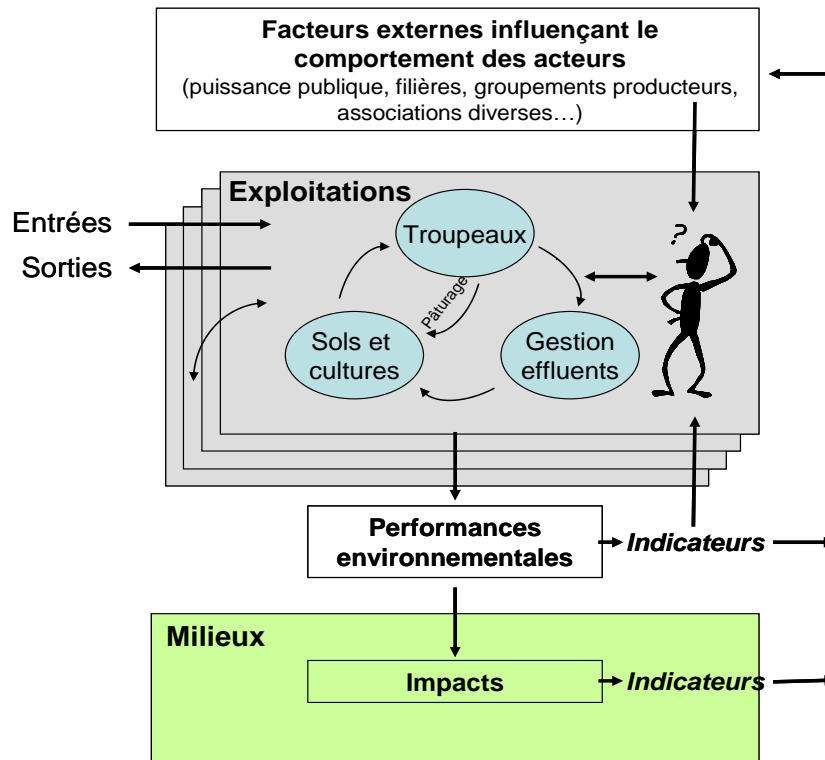 Facteurs externes influençant le
comportement des acteurs
(puissance publique, filières, groupements producteurs,
associations diverses…)
Exploitations
Entrées
Sorties
Troupeaux
?
Pâturage
Sols et
cultures
Gestion
effluents
Performances
environnementales
Indicateurs
Milieux
Impacts
Indicateurs